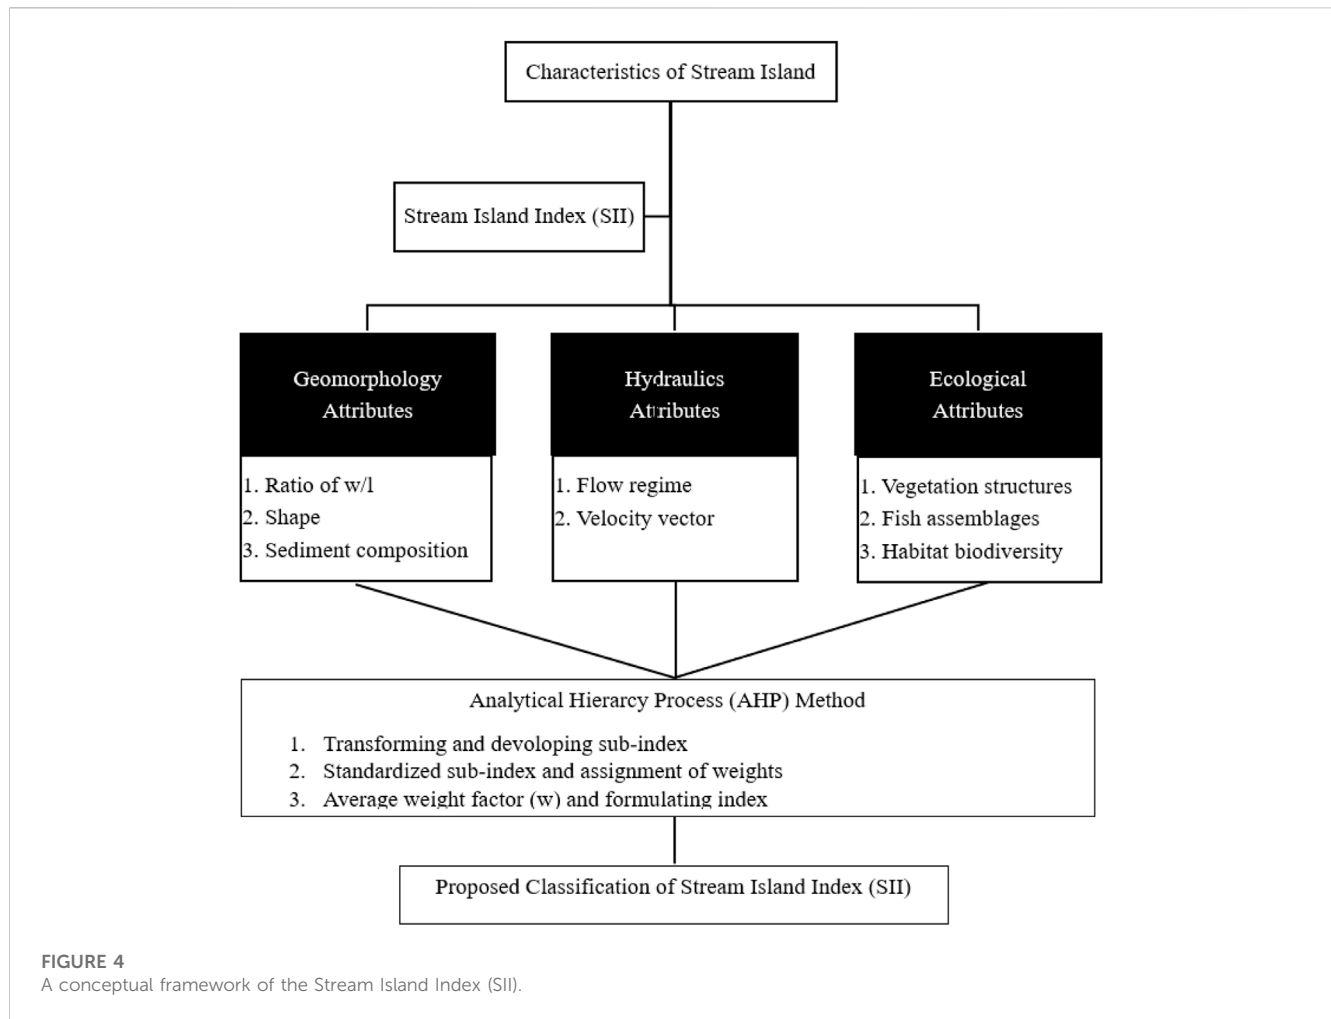 Characteristics of Stream Island
Stream Island Index (SII)
Geomorphology
Attributes
1. Ratio of w/l
2. Shape
3. Sediment composition
Hydraulics
Attributes
1. Flow regime
2. Velocity vector
Ecological
Attributes
1. Vegetation structures
2. Fish assemblages
3. Habitat biodiversity
Analytical Hierarcy Process (AHP) Method
1. Transforming and devoloping sub-index
2. Standardized sub-index and assignment of weights
3. Average weight factor (w) and formulating index
Proposed Classification of Stream Island Index (SII)
FIGURE 4
A conceptual framework of the Stream Island Index (SII).